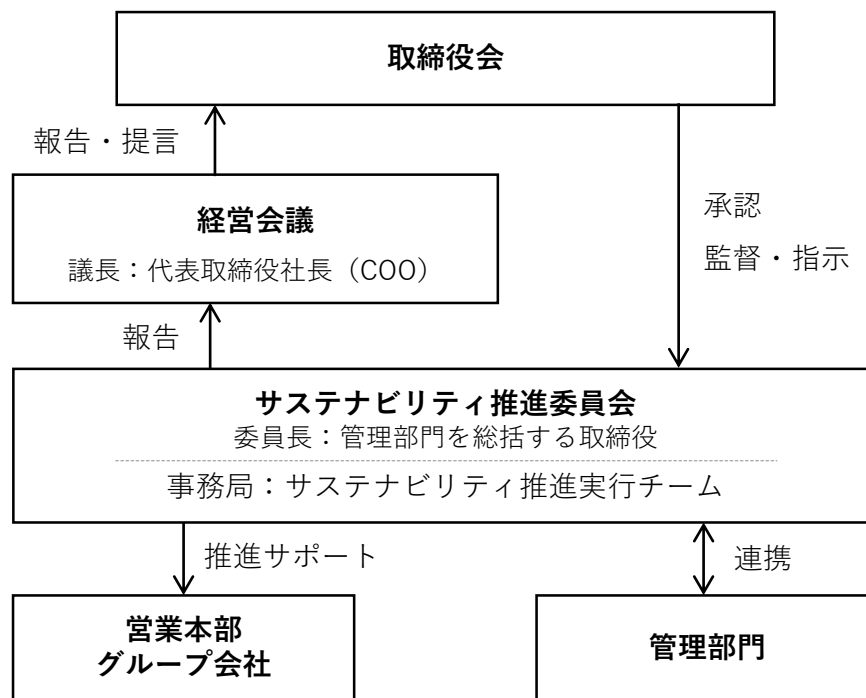 取締役会
報告・提言
経営会議
議長：代表取締役社長（COO）
承認
監督・指示
報告
サステナビリティ推進委員会
委員長：管理部門を総括する取締役
事務局：サステナビリティ推進実行チーム
推進サポート
連携
営業本部
グループ会社
管理部門